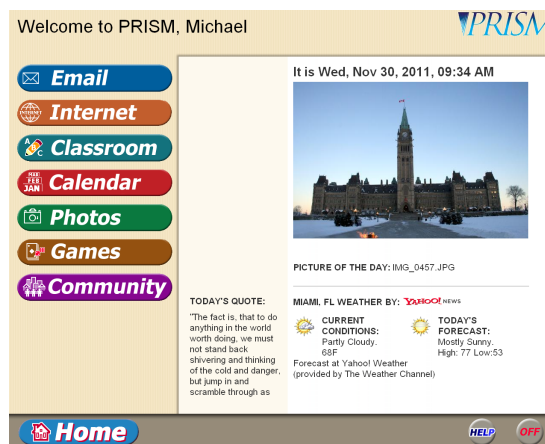 Welcome to PRISM, Michael
PRISM
Email
Internet
Classroom
Calendar
Photos
Games
Community
It is Wed, Nov 30, 2011, 09:34 AM
PICTURE OF THE DAY: IMG_0457.JPG
TODAY'S QUOTE:
"The fact is, that to do
anything in the world
worth doing, we must
not stand back
shivering and thinking
of the cold and danger,
but jump in and
scramble through as
MIAMI, FL WEATHER BY: YAHOO! NEWS
CURRENT
CONDITIONS:
Partly Cloudy.
68F
TODAY'S
FORECAST:
Mostly Sunny.
High: 77 Low:53
Forecast at Yahoo! Weather
(provided by The Weather Channel)
Home
HELP
OFF